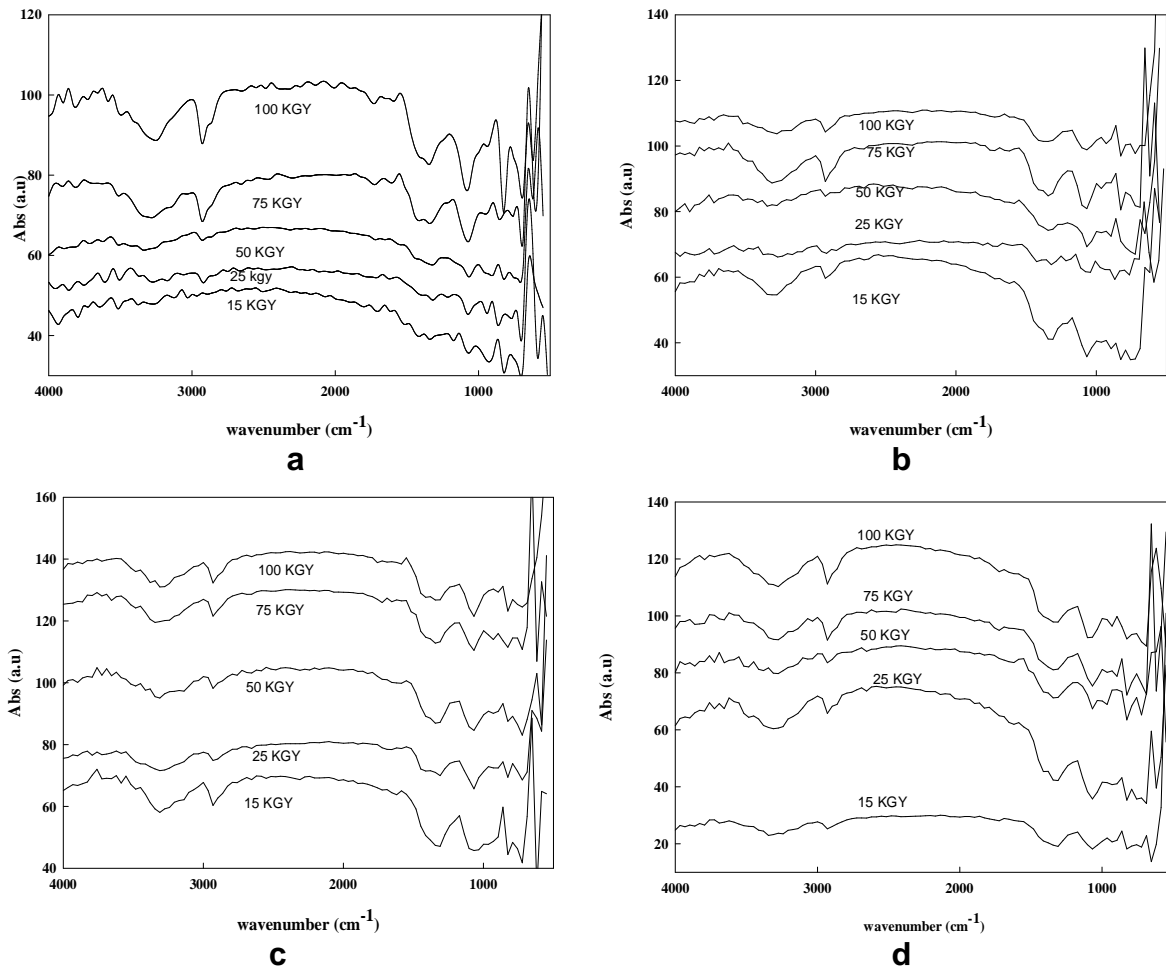 120
100
80
60
40
Abs (a.u)
100 KGY
75 KGY
50 KGY
25 kgy
15 KGY
4000 3000 2000 1000
wavenumber (cm-1)
a
140
120
100
80
60
40
Abs (a.u)
100 KGY
75 KGY
50 KGY
25 KGY
15 KGY
4000 3000 2000 1000
wavenumber (cm-1)
b
160
140
120
100
80
60
40
Abs (a.u)
100 KGY
75 KGY
50 KGY
25 KGY
15 KGY
4000 3000 2000 1000
wavenumber (cm-1)
c
140
120
100
80
60
40
20
Abs (a.u)
100 KGY
75 KGY
50 KGY
25 KGY
15 KGY
4000 3000 2000 1000
wavenumber (cm-1)
d